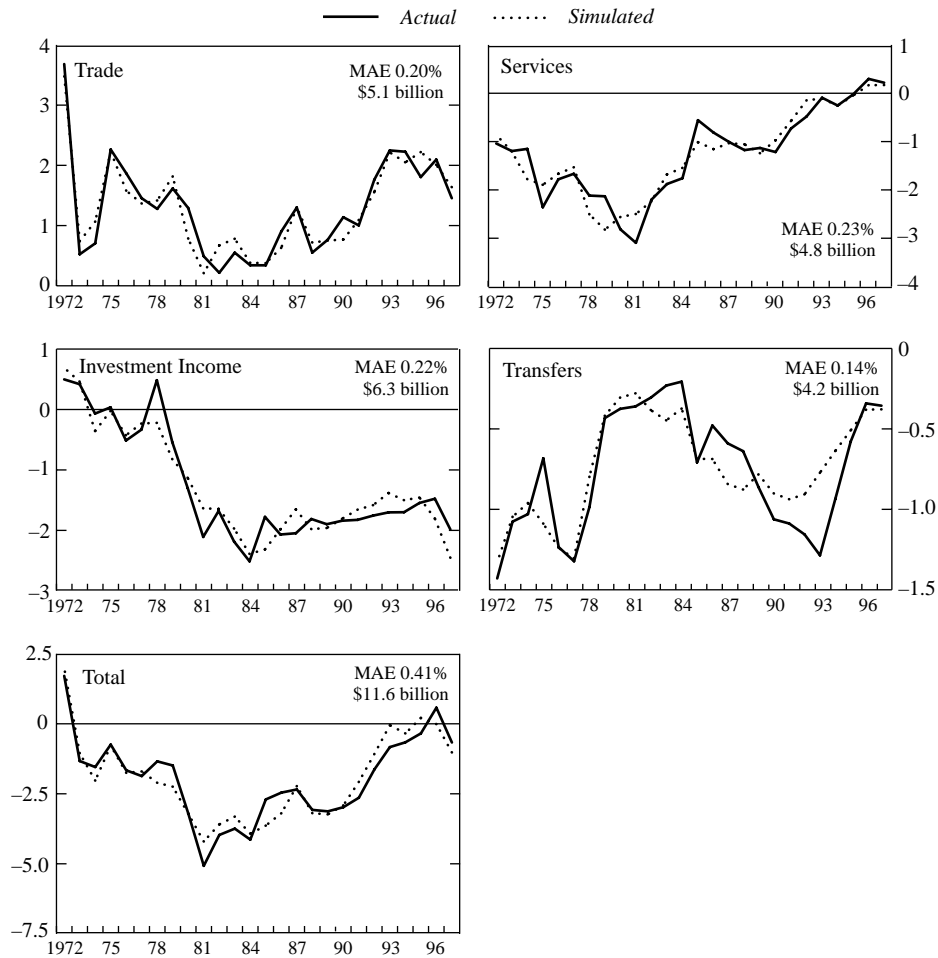 Actual Simulated
Trade
MAE 0.20%
$5.1 billion
4
3
2
1
0
1972 75 78 81 84 87 90 93 96
Services
MAE 0.23%
$4.8 billion
1
0
–1
–2
–3
–4
1972 75 78 81 84 87 90 93 96
Investment Income
MAE 0.22%
$6.3 billion
1
0
–1
–2
–3
1972 75 78 81 84 87 90 93 96
Transfers
MAE 0.14%
$4.2 billion
0
–0.5
–1.0
–1.5
1972 75 78 81 84 87 90 93 96
Total
MAE 0.41%
$11.6 billion
2.5
0
–2.5
–5.0
–7.5
1972 75 78 81 84 87 90 93 96